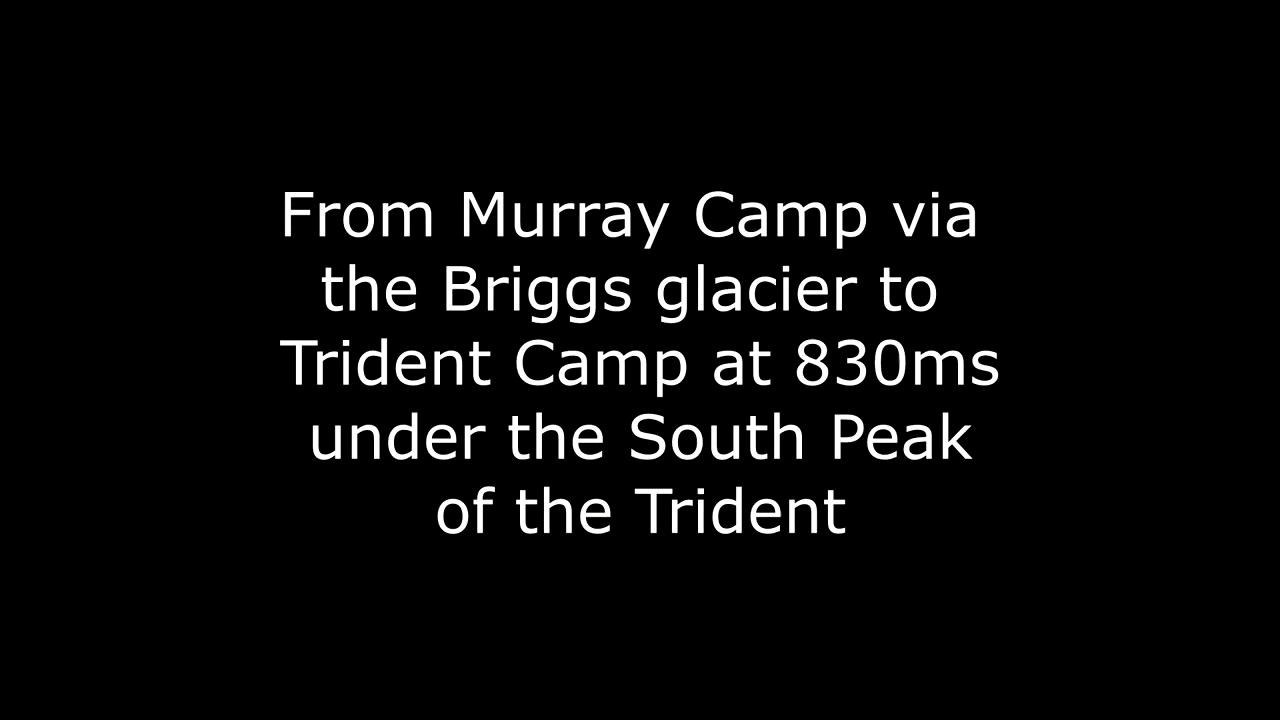 From Murray Camp via
the Briggs glacier to
Trident Camp at 830ms
under the South Peak
of the Trident